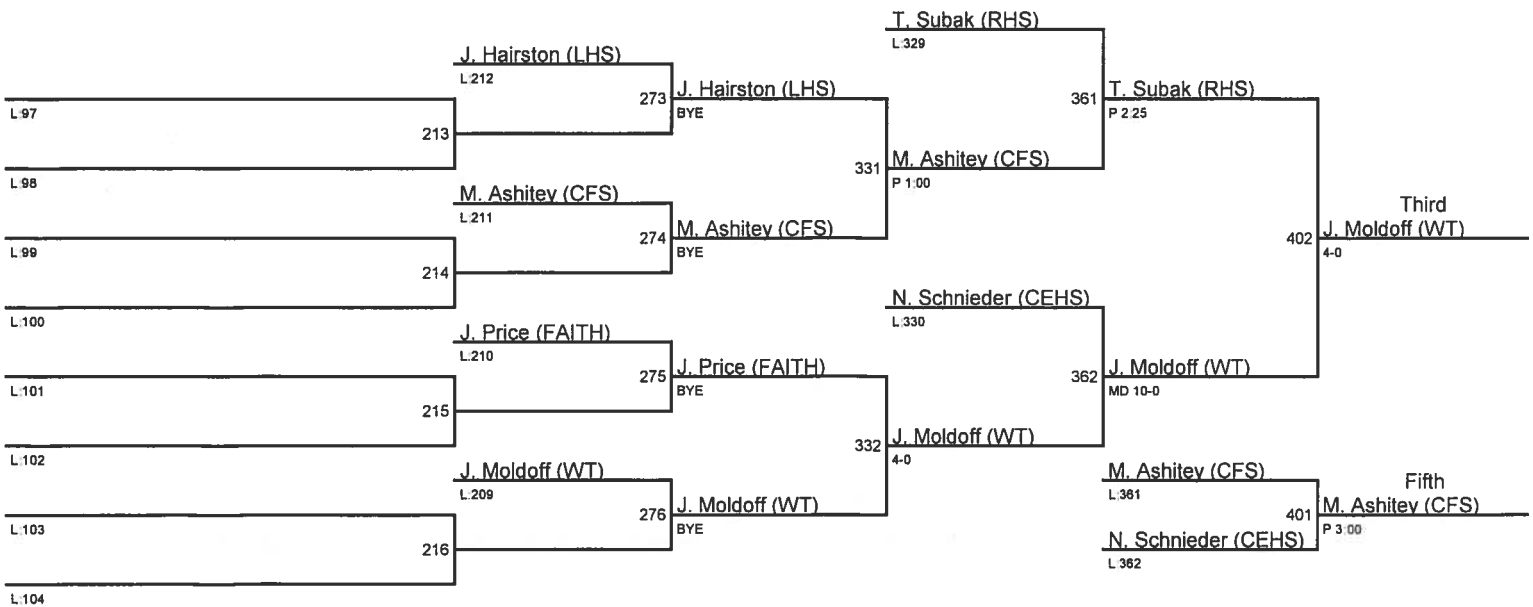 T. Subak (RHS)
L:329
J. Hairston (LHS)
L:212
273
J. Hairston (LHS)
BYE
361
T. Subak (RHS)
P 2:25
L:97
213
L:98
331
M. Ashitey (CFS)
P 1:00
M. Ashitey (CFS)
L:211
274
M. Ashitey (CFS)
BYE
402
Third
J. Moldoff (WT)
4-0
L:99
214
L:100
N. Schnieder (CEHS)
L:330
J. Price (FAITH)
L:210
275
J. Price (FAITH)
BYE
362
J. Moldoff (WT)
MD 10-0
L:101
215
L:102
332
J. Moldoff (WT)
4-0
J. Moldoff (WT)
L:209
276
J. Moldoff (WT)
BYE
M. Ashitey (CFS)
L:361
401
Fifth
M. Ashitey (CFS)
P 3:00
L:103
216
N. Schnieder (CEHS)
L:362
L:104